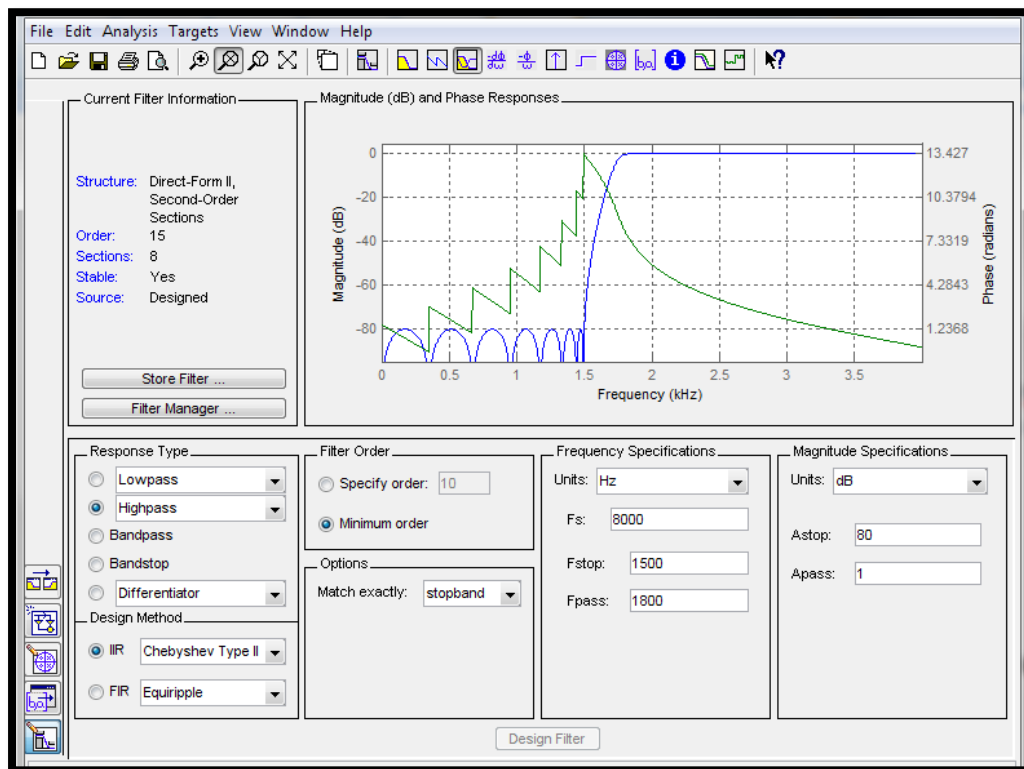 File Edit Analysis Targets View Window Help
Current Filter Information
Structure: Direct-Form II,
Second-Order
Sections
Order: 15
Sections: 8
Stable: Yes
Source: Designed
Store Filter ...
Filter Manager ...
Magnitude (dB) and Phase Responses
Magnitude (dB)
0
-20
-40
-60
-80
0 0.5 1 1.5 2 2.5 3 3.5
Frequency (kHz)
13.427
10.3794
7.3319
4.2843
1.2368
Phase (radians)
Response Type
Lowpass
Highpass
Bandpass
Bandstop
Differentiator
Design Method
IIR Chebyshev Type II
FIR Equiripple
Filter Order
Specify order: 10
Minimum order
Options
Match exactly: stopband
Frequency Specifications
Units: Hz
Fs: 8000
Fstop: 1500
Fpass: 1800
Magnitude Specifications
Units: dB
Astop: 80
Apass: 1
Design Filter